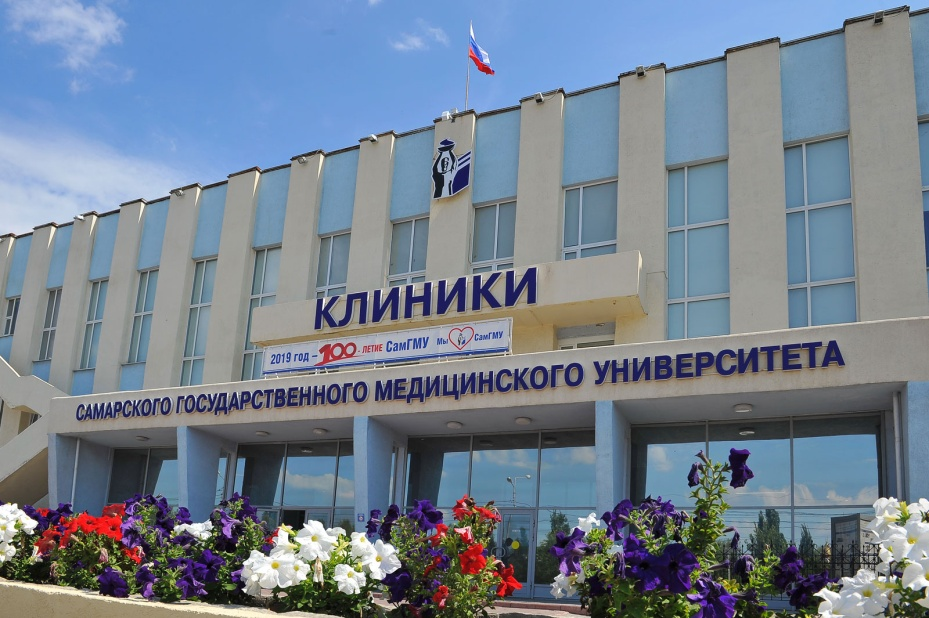 КЛИНИКИ
2019 год – 100 - ЛЕТИЕ СамГМУ Мы СамГМУ
САМАРСКОГО ГОСУДАРСТВЕННОГО МЕДИЦИНСКОГО УНИВЕРСИТЕТА